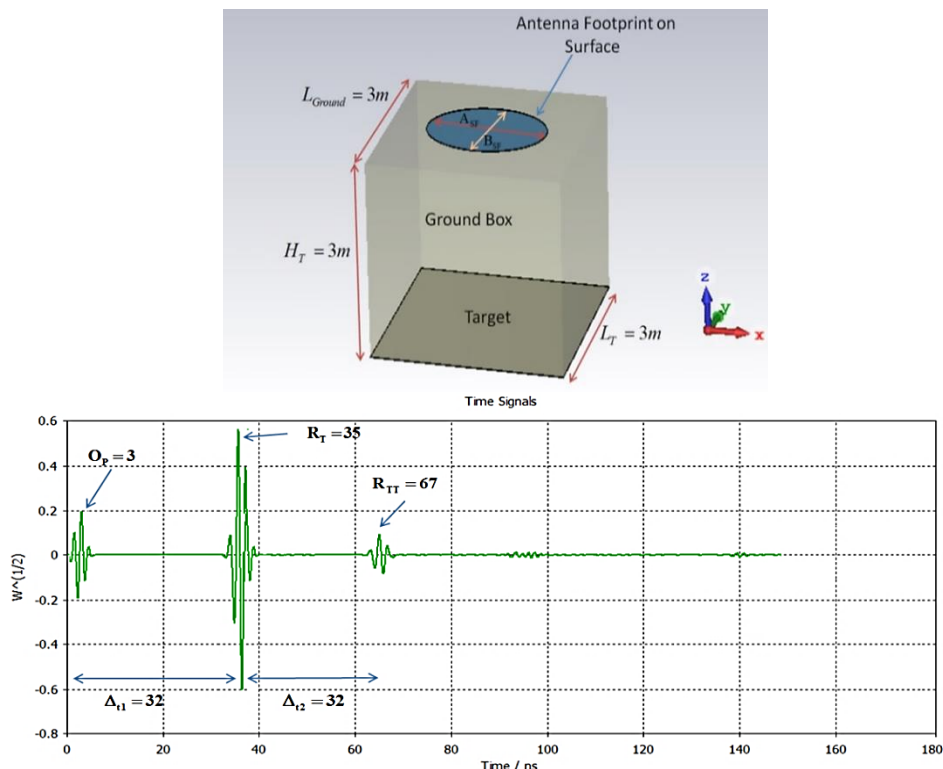 Antenna Footprint on
Surface
L_Ground = 3m
A_SF
B_SF
Ground Box
H_T = 3m
Target
L_T = 3m
z
y
x
Time Signals
R_T = 35
O_P = 3
R_TT = 67
Δ_t1 = 32
Δ_t2 = 32
0.6
0.4
0.2
0
-0.2
-0.4
-0.6
-0.8
W^(1/2)
0 20 40 60 80 100 120 140 160 180
Time / ns